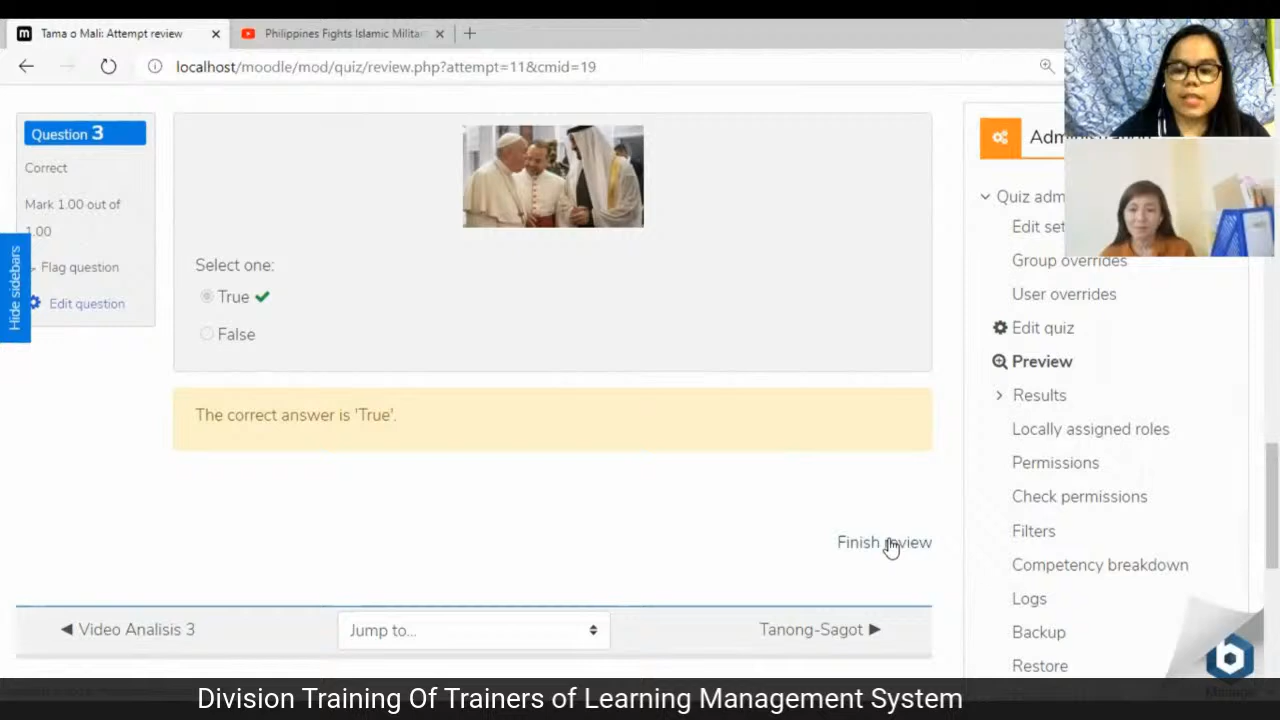 Tama o Mali: Attempt review
Philippines Fights Islamic Milita
localhost/moodle/mod/quiz/review.php?attempt=11&cmid=19
Question 3
Correct
Mark 1.00 out of
1.00
Flag question
Edit question
Hide sidebars
Select one:
True
False
The correct answer is 'True'.
Finish review
◄ Video Analisis 3
Jump to...
Tanong-Sagot ►
Quiz adm
Edit set
Group overrides
User overrides
Edit quiz
Preview
Results
Locally assigned roles
Permissions
Check permissions
Filters
Competency breakdown
Logs
Backup
Restore
Division Training Of Trainers of Learning Management System